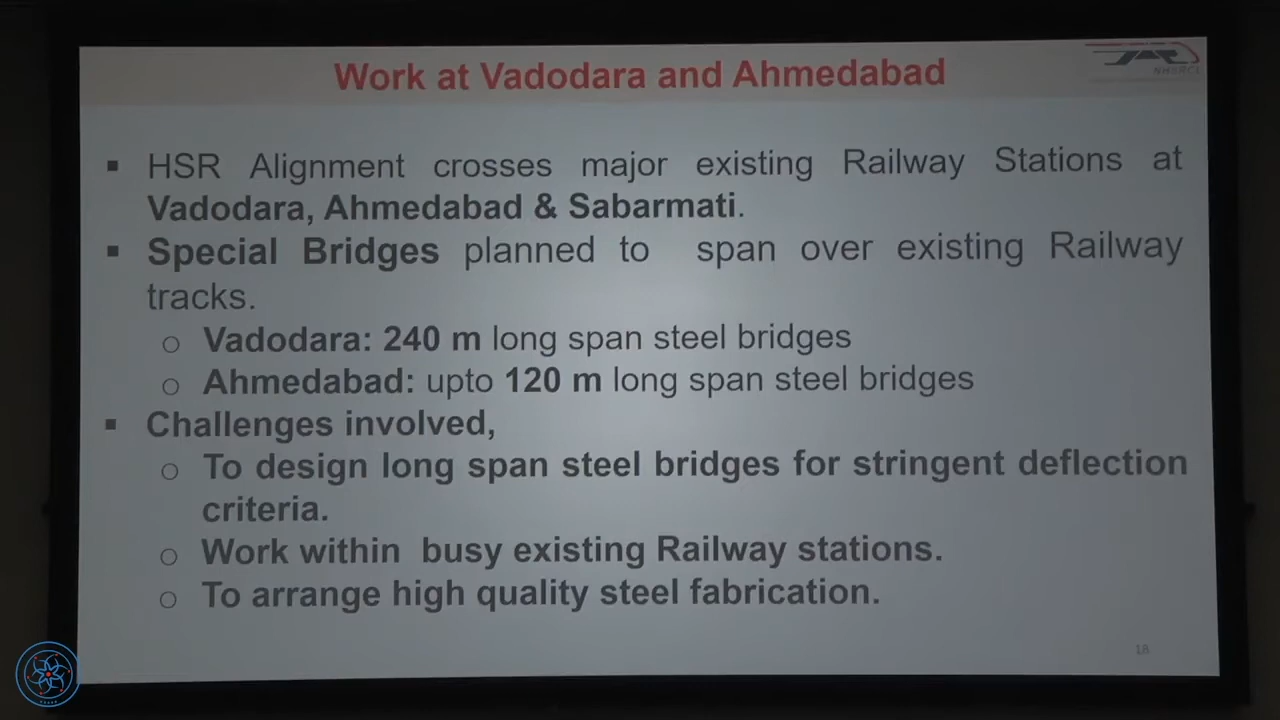 Work at Vadodara and Ahmedabad
NHSRCL
▪ HSR Alignment crosses major existing Railway Stations at
Vadodara, Ahmedabad & Sabarmati.
▪ Special Bridges planned to span over existing Railway
tracks.
o Vadodara: 240 m long span steel bridges
o Ahmedabad: upto 120 m long span steel bridges
▪ Challenges involved,
o To design long span steel bridges for stringent deflection
criteria.
o Work within busy existing Railway stations.
o To arrange high quality steel fabrication.
18